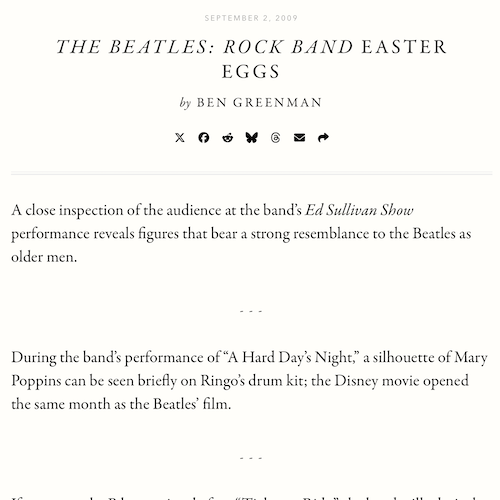 SEPTEMBER 2, 2009
THE BEATLES: ROCK BAND EASTER
EGGS
by BEN GREENMAN
A close inspection of the audience at the band’s Ed Sullivan Show
performance reveals figures that bear a strong resemblance to the Beatles as
older men.
- - -
During the band’s performance of “A Hard Day’s Night,” a silhouette of Mary
Poppins can be seen briefly on Ringo’s drum kit; the Disney movie opened
the same month as the Beatles’ film.
- - -